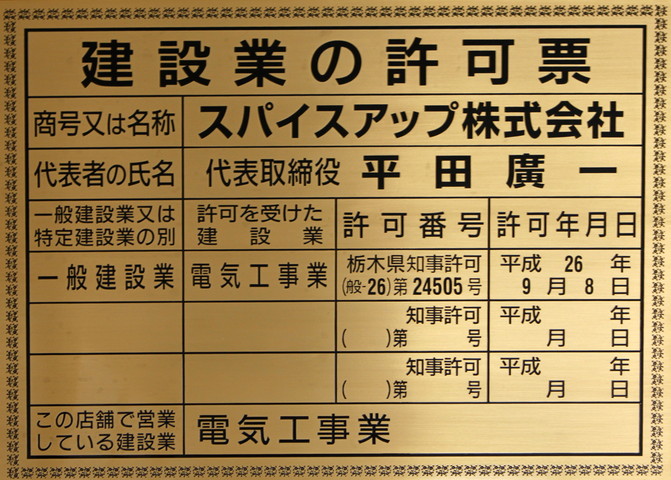 建設業の許可票
商号又は名称 スパイスアップ株式会社
代表者の氏名 代表取締役 平田廣一
一般建設業又は
特定建設業の別
許可を受けた
建設業
許可番号
許可年月日
一般建設業
電気工事業
栃木県知事許可
(般-26)第24505号
平成 26 年
9 月 8 日
知事許可
( )第 号
平成 年
月 日
知事許可
( )第 号
平成 年
月 日
この店舗で営業
している建設業
電気工事業